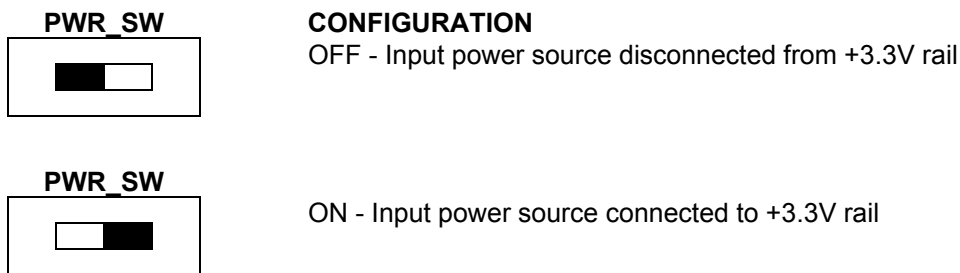 PWR_SW
CONFIGURATION
OFF - Input power source disconnected from +3.3V rail
PWR_SW
ON - Input power source connected to +3.3V rail